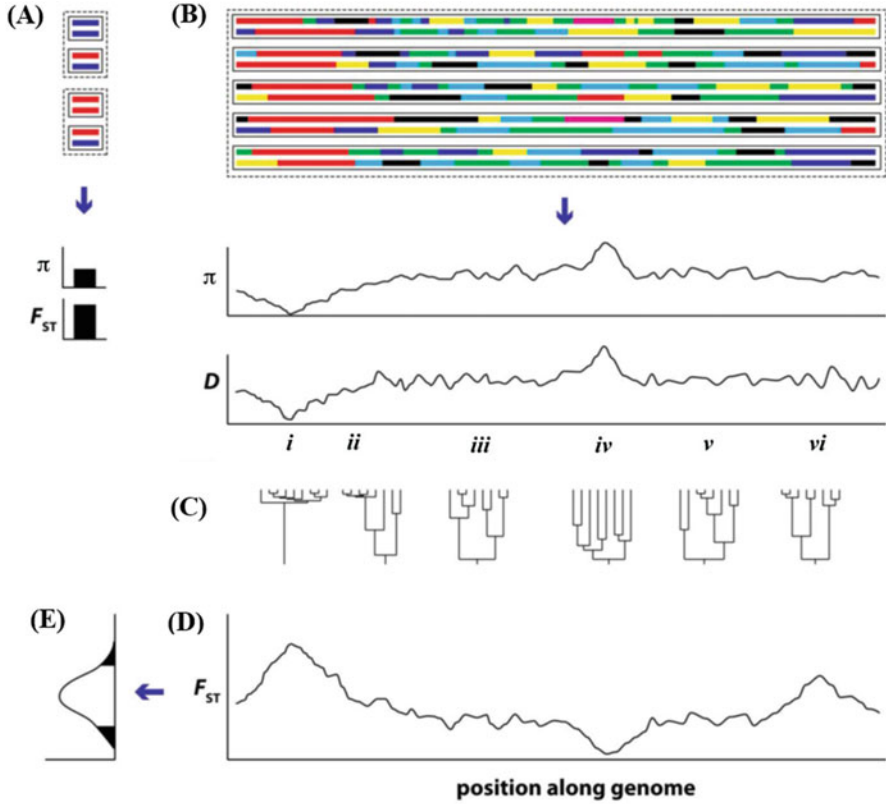 (A)
(B)
π
F_ST
π
D
i ii iii iv v vi
(C)
(E)
(D)
F_ST
position along genome